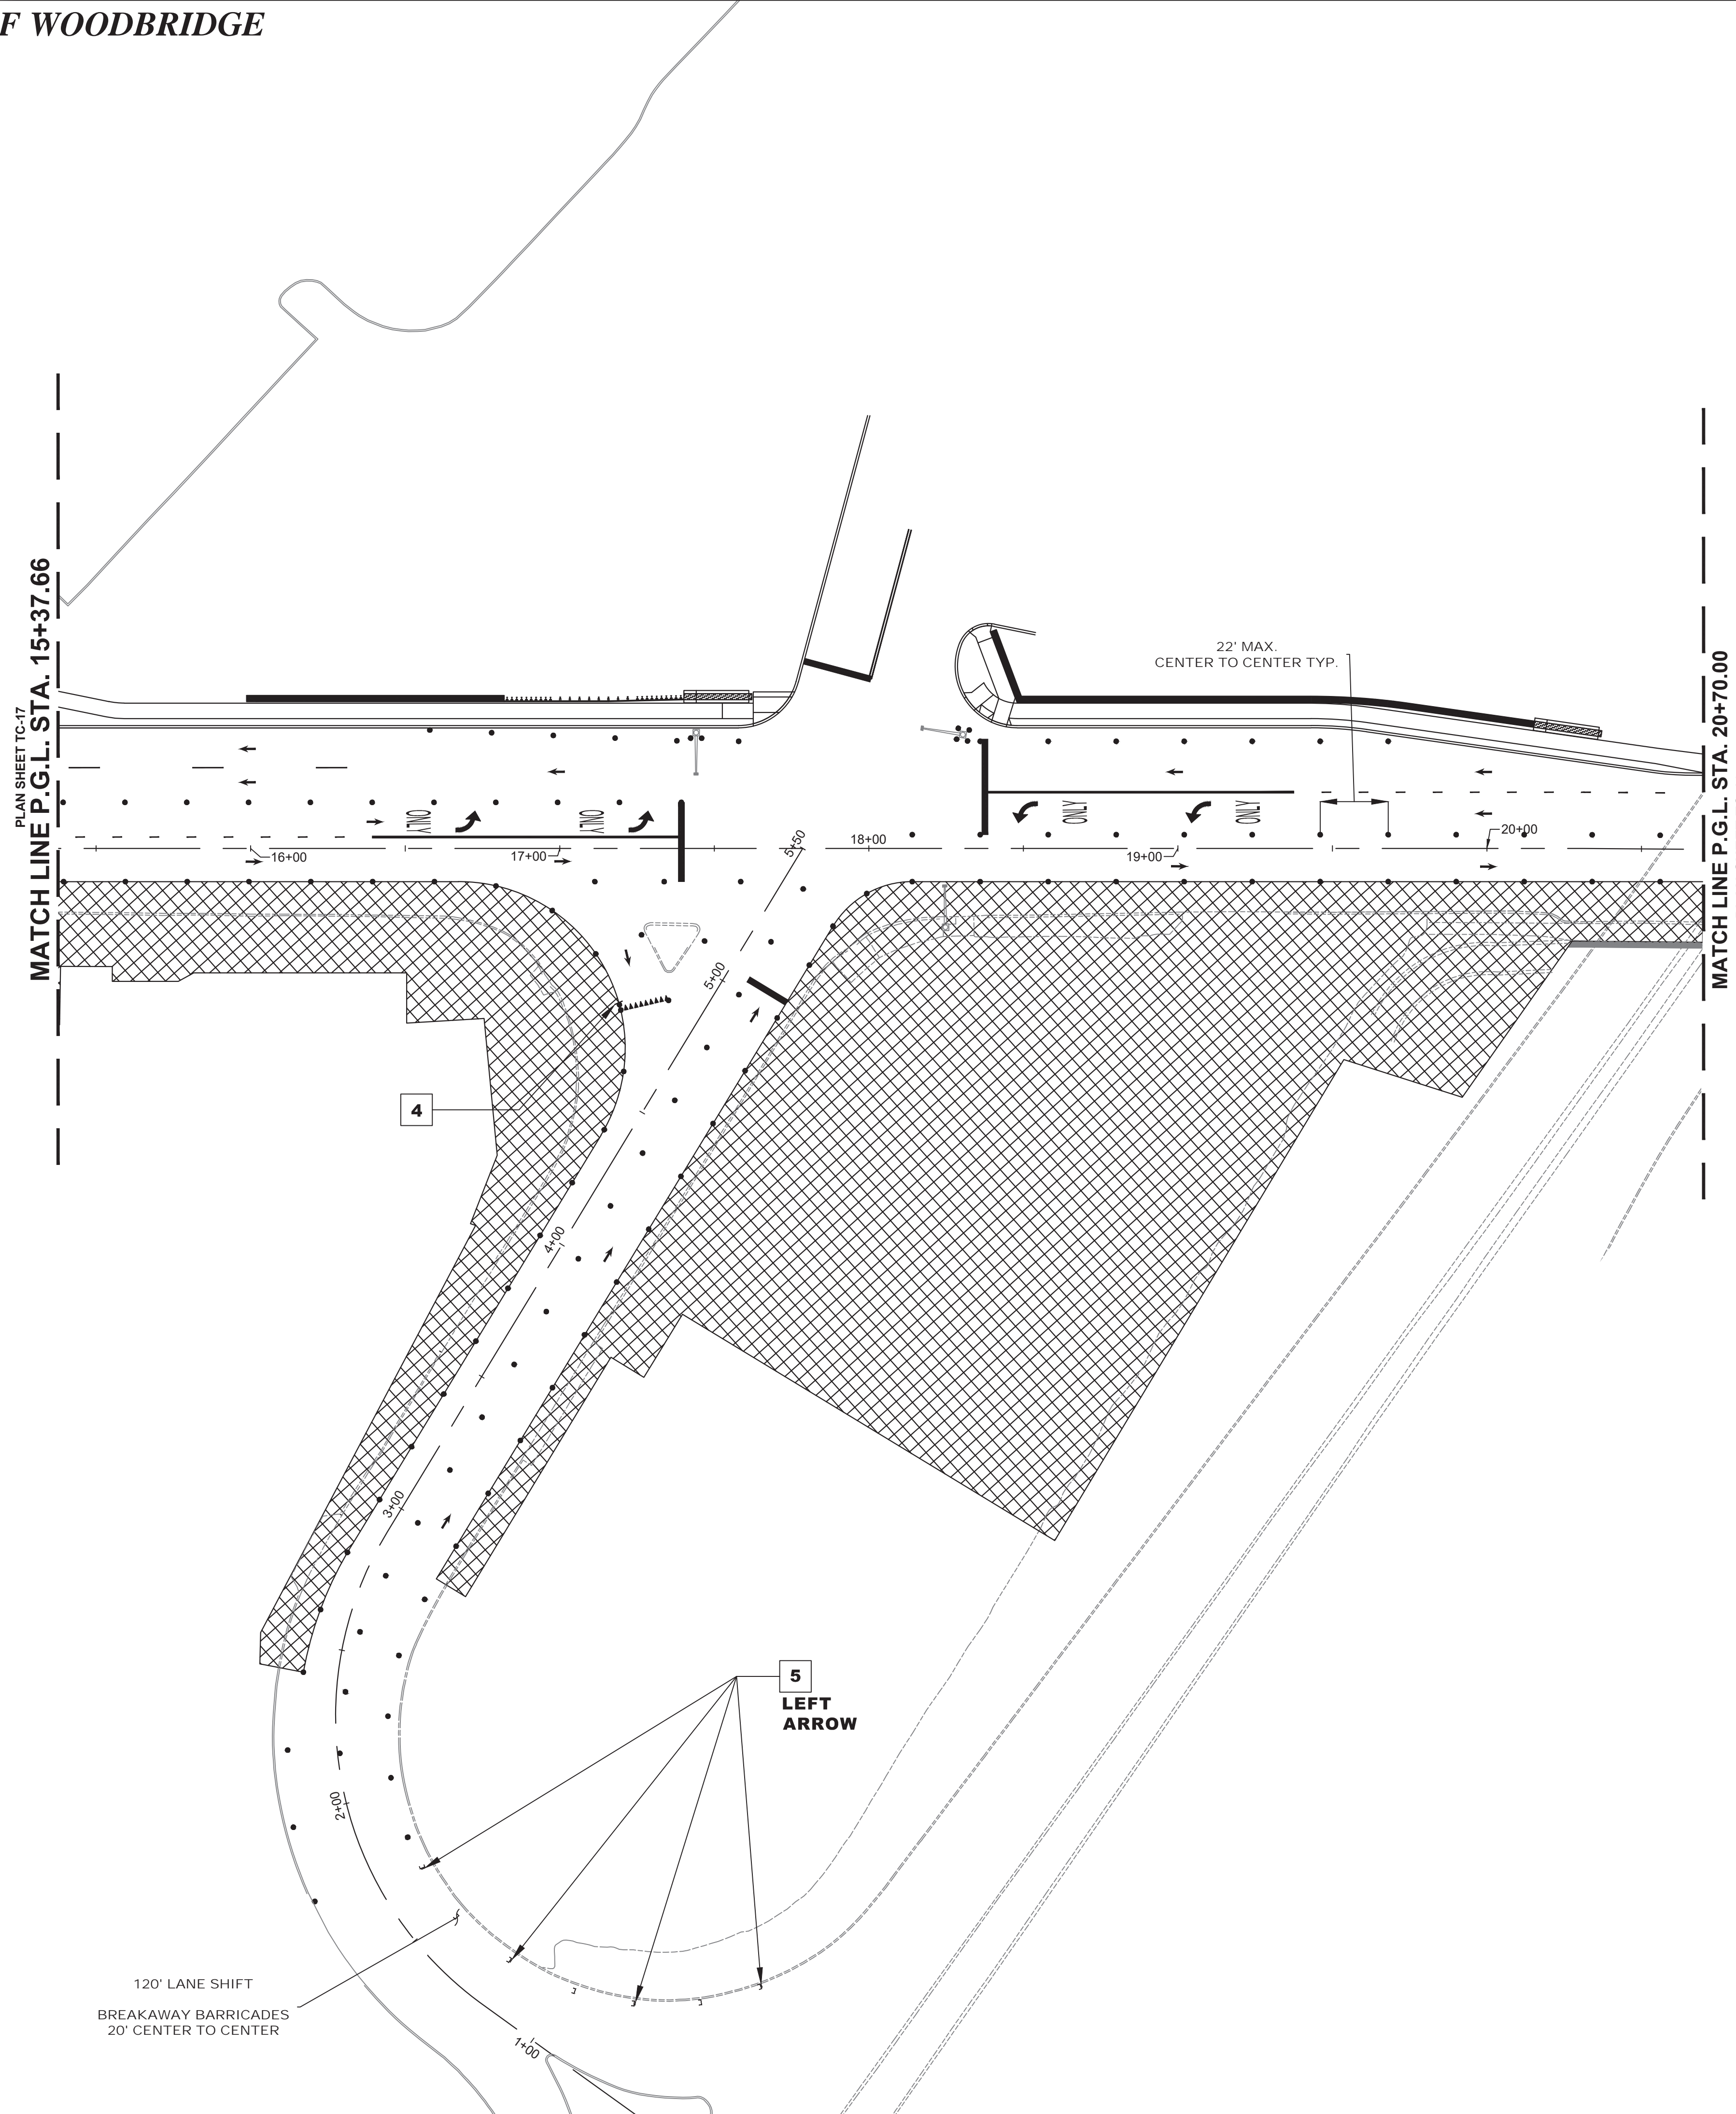 F WOODBRIDGE
PLAN SHEET TC-17
MATCH LINE P.G.L. STA. 15+37.66
22' MAX.
CENTER TO CENTER TYP.
MATCH LINE P.G.L. STA. 20+70.00
ONLY
ONLY
ONLY
ONLY
16+00
17+00
18+00
19+00
20+00
5+50
5+00
4
4+00
3+00
5
LEFT
ARROW
2+00
120' LANE SHIFT
BREAKAWAY BARRICADES
20' CENTER TO CENTER
1+00